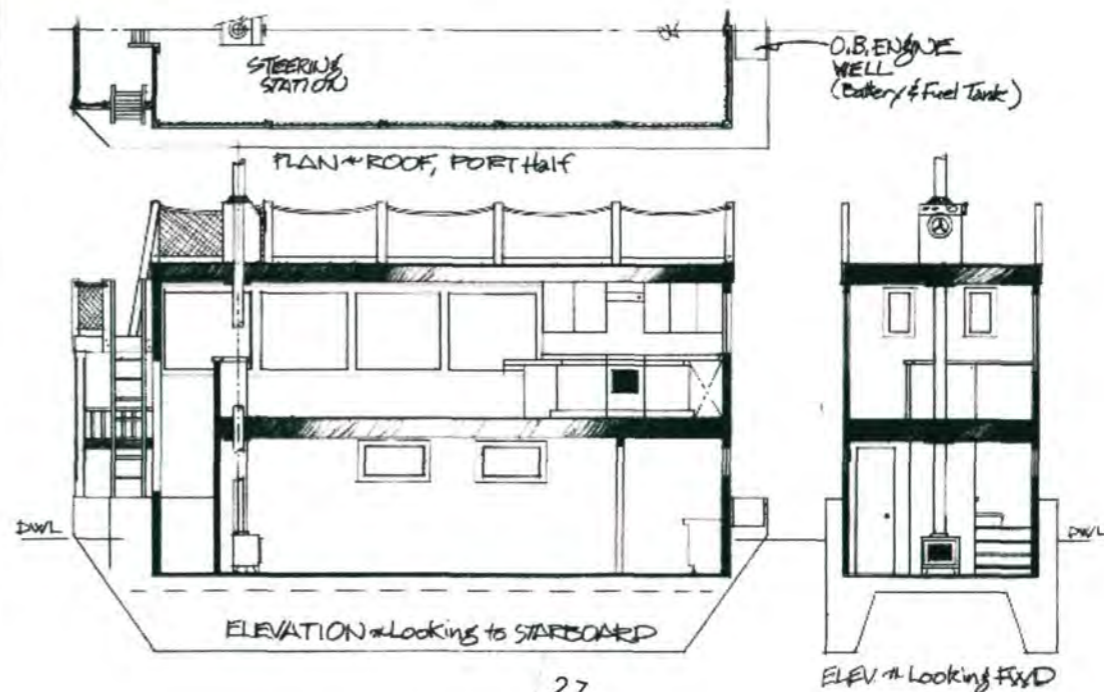 STEERING
STATION
O.B. ENGINE
WELL
(Battery & Fuel Tank)
PLAN ~ ROOF, PORT Half
DWL
DWL
ELEVATION ~ Looking to STARBOARD
ELEV ~ Looking FWD
27